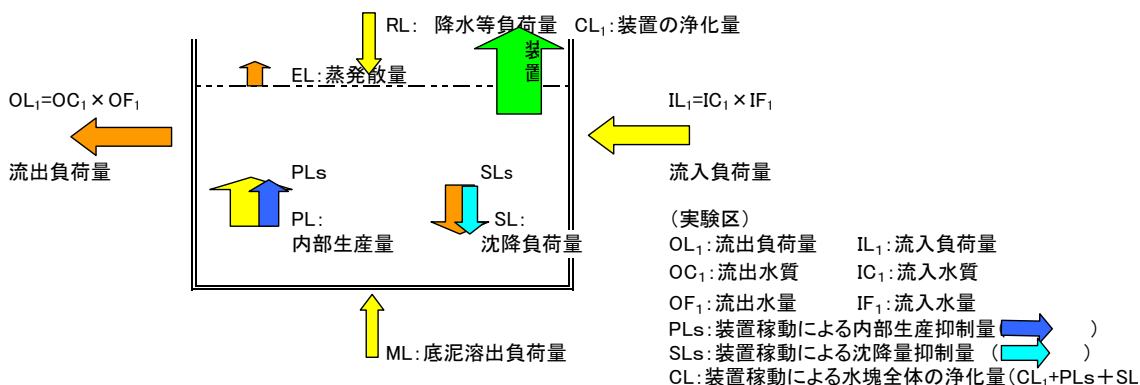 RL： 降水等負荷量 CL₁：装置の浄化量
装置
EL：蒸発散量
OL₁=OC₁×OF₁
IL₁=IC₁×IF₁
流出負荷量
流入負荷量
PLs
SLs
PL：
内部生産量
SL：
沈降負荷量
（実験区）
OL₁：流出負荷量 IL₁：流入負荷量
OC₁：流出水質 IC₁：流入水質
OF₁：流出水量 IF₁：流入水量
PLs：装置稼動による内部生産抑制量（ ）
SLs：装置稼動による沈降量抑制量 （ ）
ML：底泥溶出負荷量
CL：装置稼動による水塊全体の浄化量（CL₁+PLs＋SL